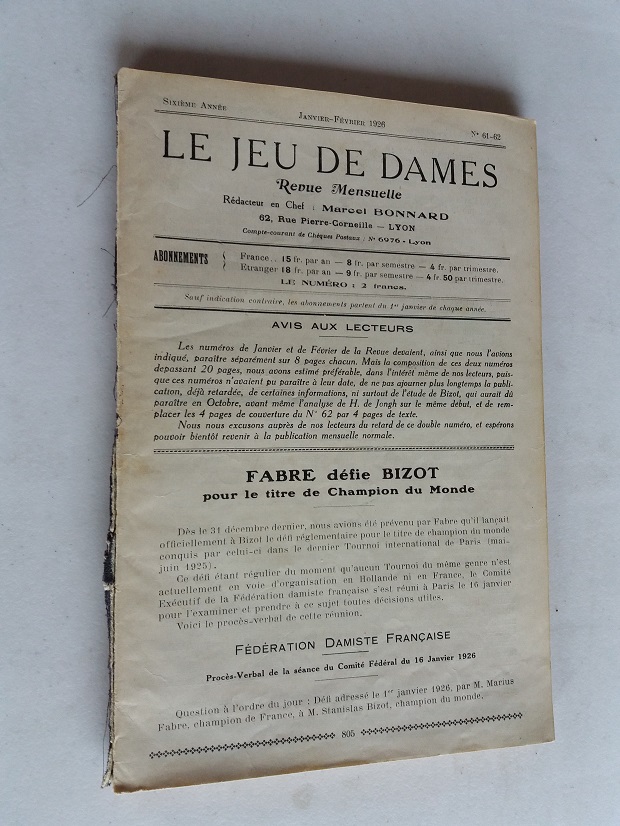 Sixième Année
Janvier-Février 1926
N° 61-62
LE JEU DE DAMES
Revue Mensuelle
Rédacteur en Chef : Marcel BONNARD
62, Rue Pierre-Corneille — LYON
Compte-courant de Chèques Postaux : N° 6976 - Lyon
ABONNEMENTS
France.. 15 fr. par an — 8 fr. par semestre — 4 fr. par trimestre.
Etranger 18 fr. par an — 9 fr. par semestre — 4 fr. 50 par trimestre.
LE NUMÉRO : 2 francs.
Sauf indication contraire, les abonnements partent du 1er janvier de chaque année.
AVIS AUX LECTEURS
Les numéros de Janvier et de Février de la Revue devaient, ainsi que nous l'avions
indiqué, paraître séparément sur 8 pages chacun. Mais la composition de ces deux numéros
dépassant 20 pages, nous avons estimé préférable, dans l'intérêt même de nos lecteurs, puis-
que ces numéros n'avaient pu paraître à leur date, de ne pas ajourner plus longtemps la publi-
cation, déjà retardée, de certaines informations, ni surtout de l'étude de Bizot, qui aurait dû
paraître en Octobre, avant même l'analyse de H. de Jongh sur le même début, et de rem-
placer les 4 pages de couverture du N° 62 par 4 pages de texte.
Nous nous excusons auprès de nos lecteurs du retard de ce double numéro, et espérons
pouvoir bientôt revenir à la publication mensuelle normale.
FABRE défie BIZOT
pour le titre de Champion du Monde
Dès le 31 décembre dernier, nous avions été prévenu par Fabre qu'il lançait
officiellement à Bizot le défi réglementaire pour le titre de champion du monde
conquis par celui-ci dans le dernier Tournoi international de Paris (mai-
juin 1925).
Ce défi étant régulier du moment qu'aucun Tournoi du même genre n'est
actuellement en voie d'organisation en Hollande ni en France, le Comité
Exécutif de la Fédération damiste française s'est réuni à Paris le 16 janvier
pour l'examiner et prendre à ce sujet toutes décisions utiles.
Voici le procès-verbal de cette réunion.
FÉDÉRATION DAMISTE FRANÇAISE
Procès-Verbal de la séance du Comité Fédéral du 16 Janvier 1926
Question à l'ordre du jour : Défi adressé le 1er janvier 1926, par M. Marius
Fabre, champion de France, à M. Stanislas Bizot, champion du monde.
805